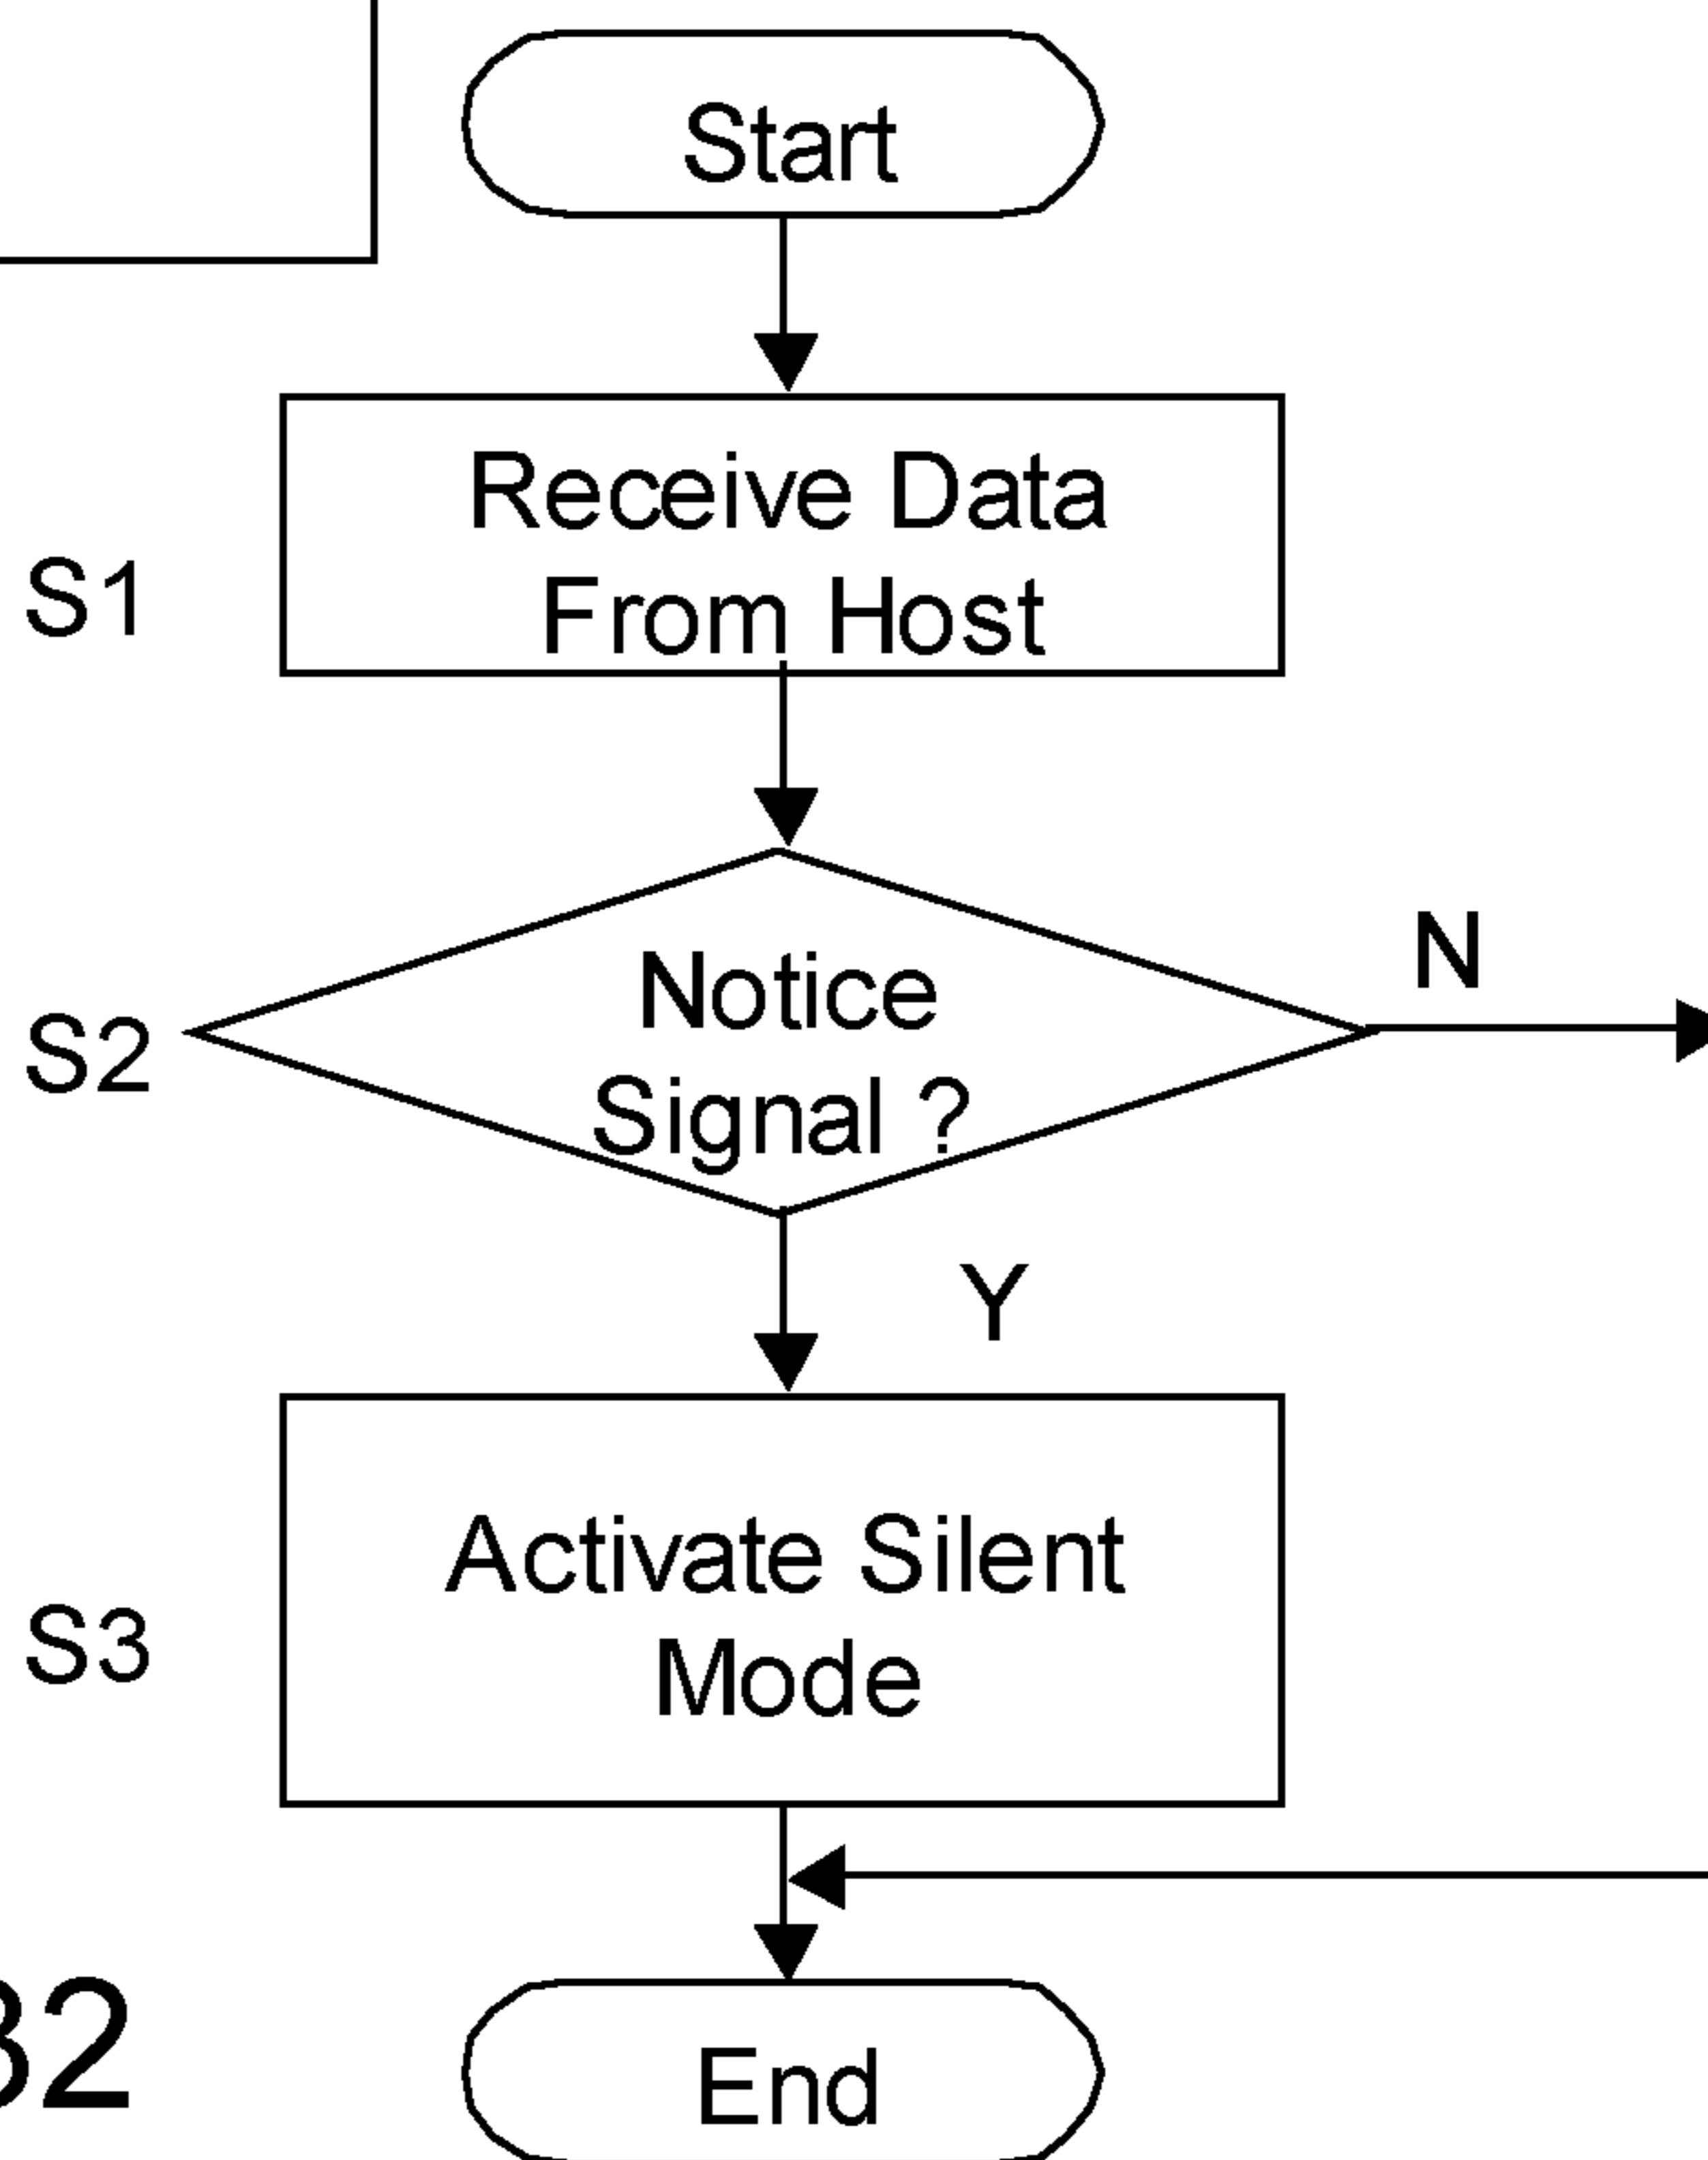 Start
Receive Data
From Host
S1
Notice
Signal ?
S2
N
Y
Activate Silent
Mode
S3
End